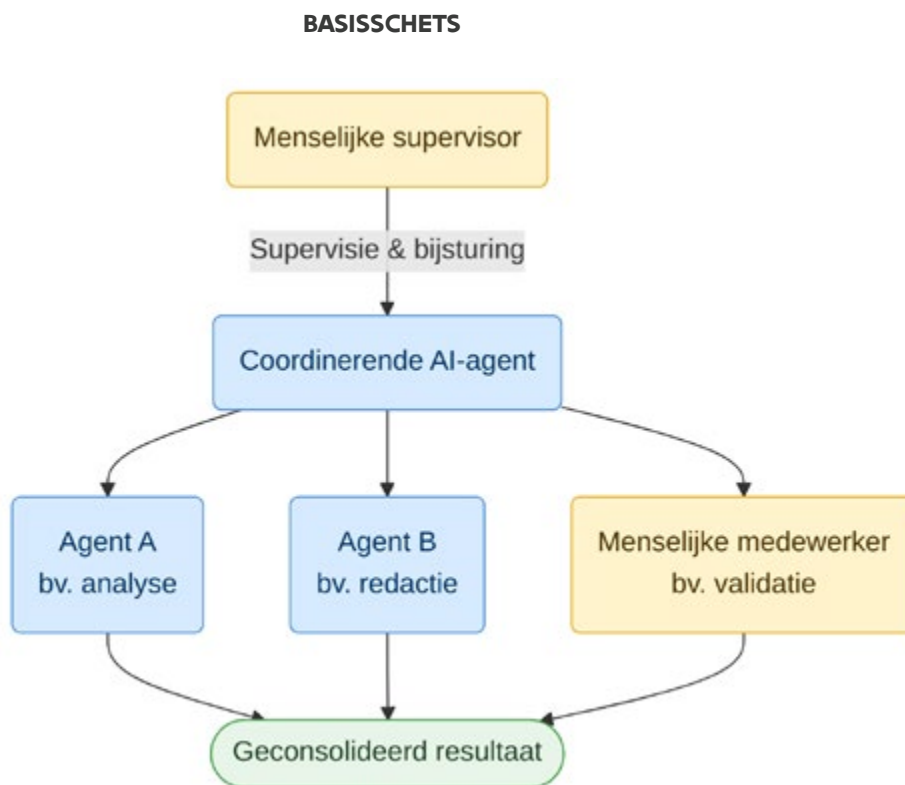 BASISSCHETS
Menselijke supervisor
Supervisie & bijsturing
Coordinerende AI-agent
Agent A
bv. analyse
Agent B
bv. redactie
Menselijke medewerker
bv. validatie
Geconsolideerd resultaat